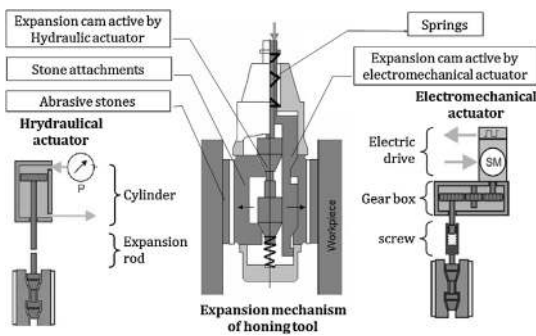 Expansion cam active by
Hydraulic actuator
Springs
Stone attachments
Expansion cam active by
electromechanical actuator
Abrasive stones
Hrydraulical
actuator
Electromechanical
actuator
Electric
drive
SM
P
Cylinder
Gear box
screw
Expansion
rod
Workpiece
Expansion mechanism
of honing tool